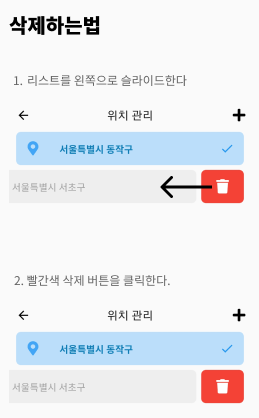 삭제하는법
1. 리스트를 왼쪽으로 슬라이드한다
위치 관리
서울특별시 동작구
서울특별시 서초구
2. 빨간색 삭제 버튼을 클릭한다.
위치 관리
서울특별시 동작구
서울특별시 서초구